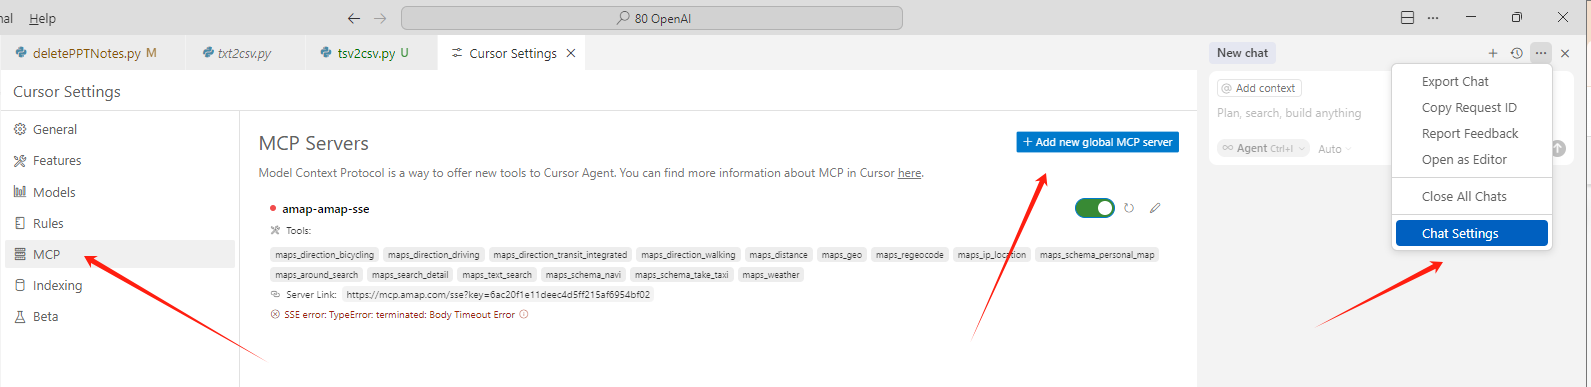 nal Help
80 OpenAI
deletePPTNotes.py M
txt2csv.py
tsv2csv.py U
Cursor Settings
New chat
Cursor Settings
General
Features
Models
Rules
MCP
Indexing
Beta
MCP Servers
+ Add new global MCP server
Model Context Protocol is a way to offer new tools to Cursor Agent. You can find more information about MCP in Cursor here.
amap-amap-sse
Tools:
maps_direction_bicycling maps_direction_driving maps_direction_transit_integrated maps_direction_walking maps_distance maps_geo maps_regeocode maps_ip_location maps_schema_personal_map
maps_around_search maps_search_detail maps_text_search maps_schema_navi maps_schema_take_taxi maps_weather
Server Link: https://mcp.amap.com/sse?key=6ac20f1e11deec4d5ff215af6954bf02
SSE error: TypeError: terminated: Body Timeout Error
@ Add context
Plan, search, build anything
∞ Agent Ctrl+I Auto
Export Chat
Copy Request ID
Report Feedback
Open as Editor
Close All Chats
Chat Settings